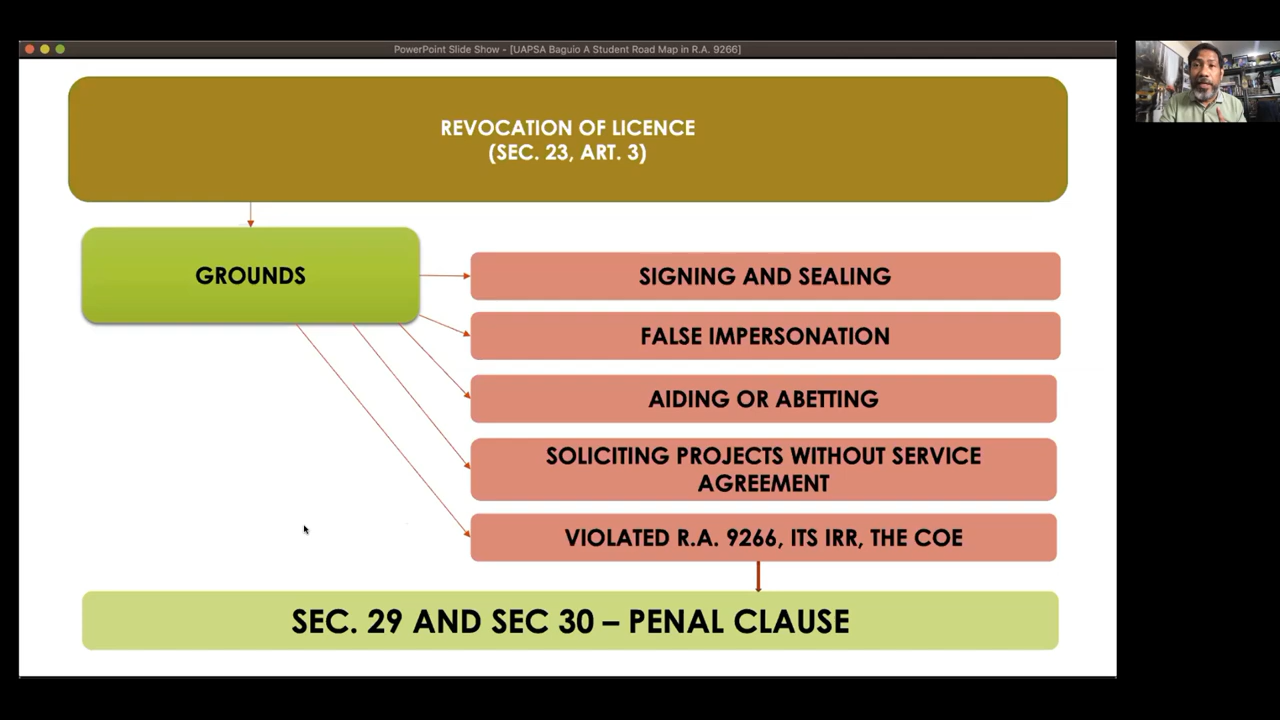 PowerPoint Slide Show - [UAPSA Baguio A Student Road Map in R.A. 9266]
REVOCATION OF LICENCE
(SEC. 23, ART. 3)
GROUNDS
SIGNING AND SEALING
FALSE IMPERSONATION
AIDING OR ABETTING
SOLICITING PROJECTS WITHOUT SERVICE
AGREEMENT
VIOLATED R.A. 9266, ITS IRR, THE COE
SEC. 29 AND SEC 30 – PENAL CLAUSE